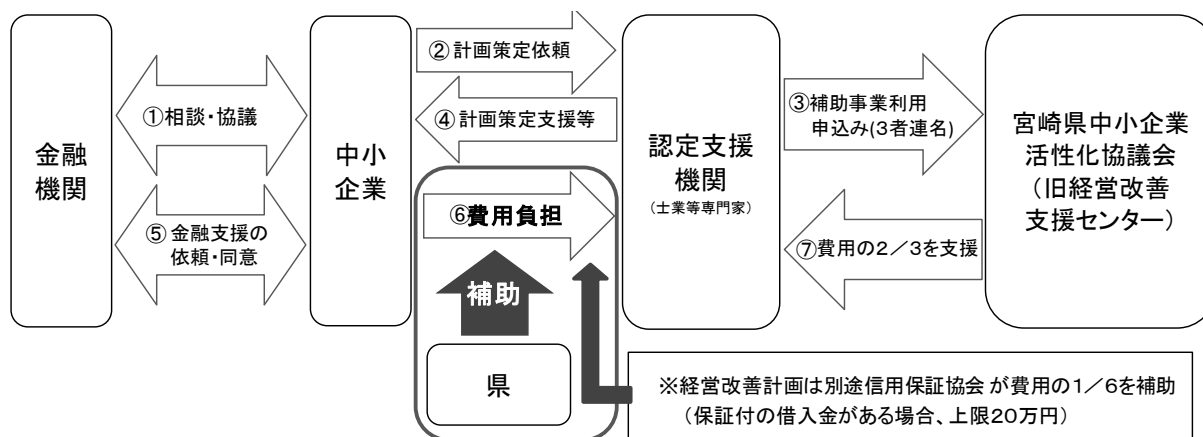 金融
機関
①相談・協議
⑤金融支援の
依頼・同意
中小
企業
②計画策定依頼
④計画策定支援等
⑥費用負担
補助
県
認定支援
機関
(士業等専門家)
③補助事業利用
申込み(3者連名)
⑦費用の2/3を支援
宮崎県中小企業
活性化協議会
(旧経営改善
支援センター)
※経営改善計画は別途信用保証協会 が費用の1/6を補助
(保証付の借入金がある場合、上限20万円)